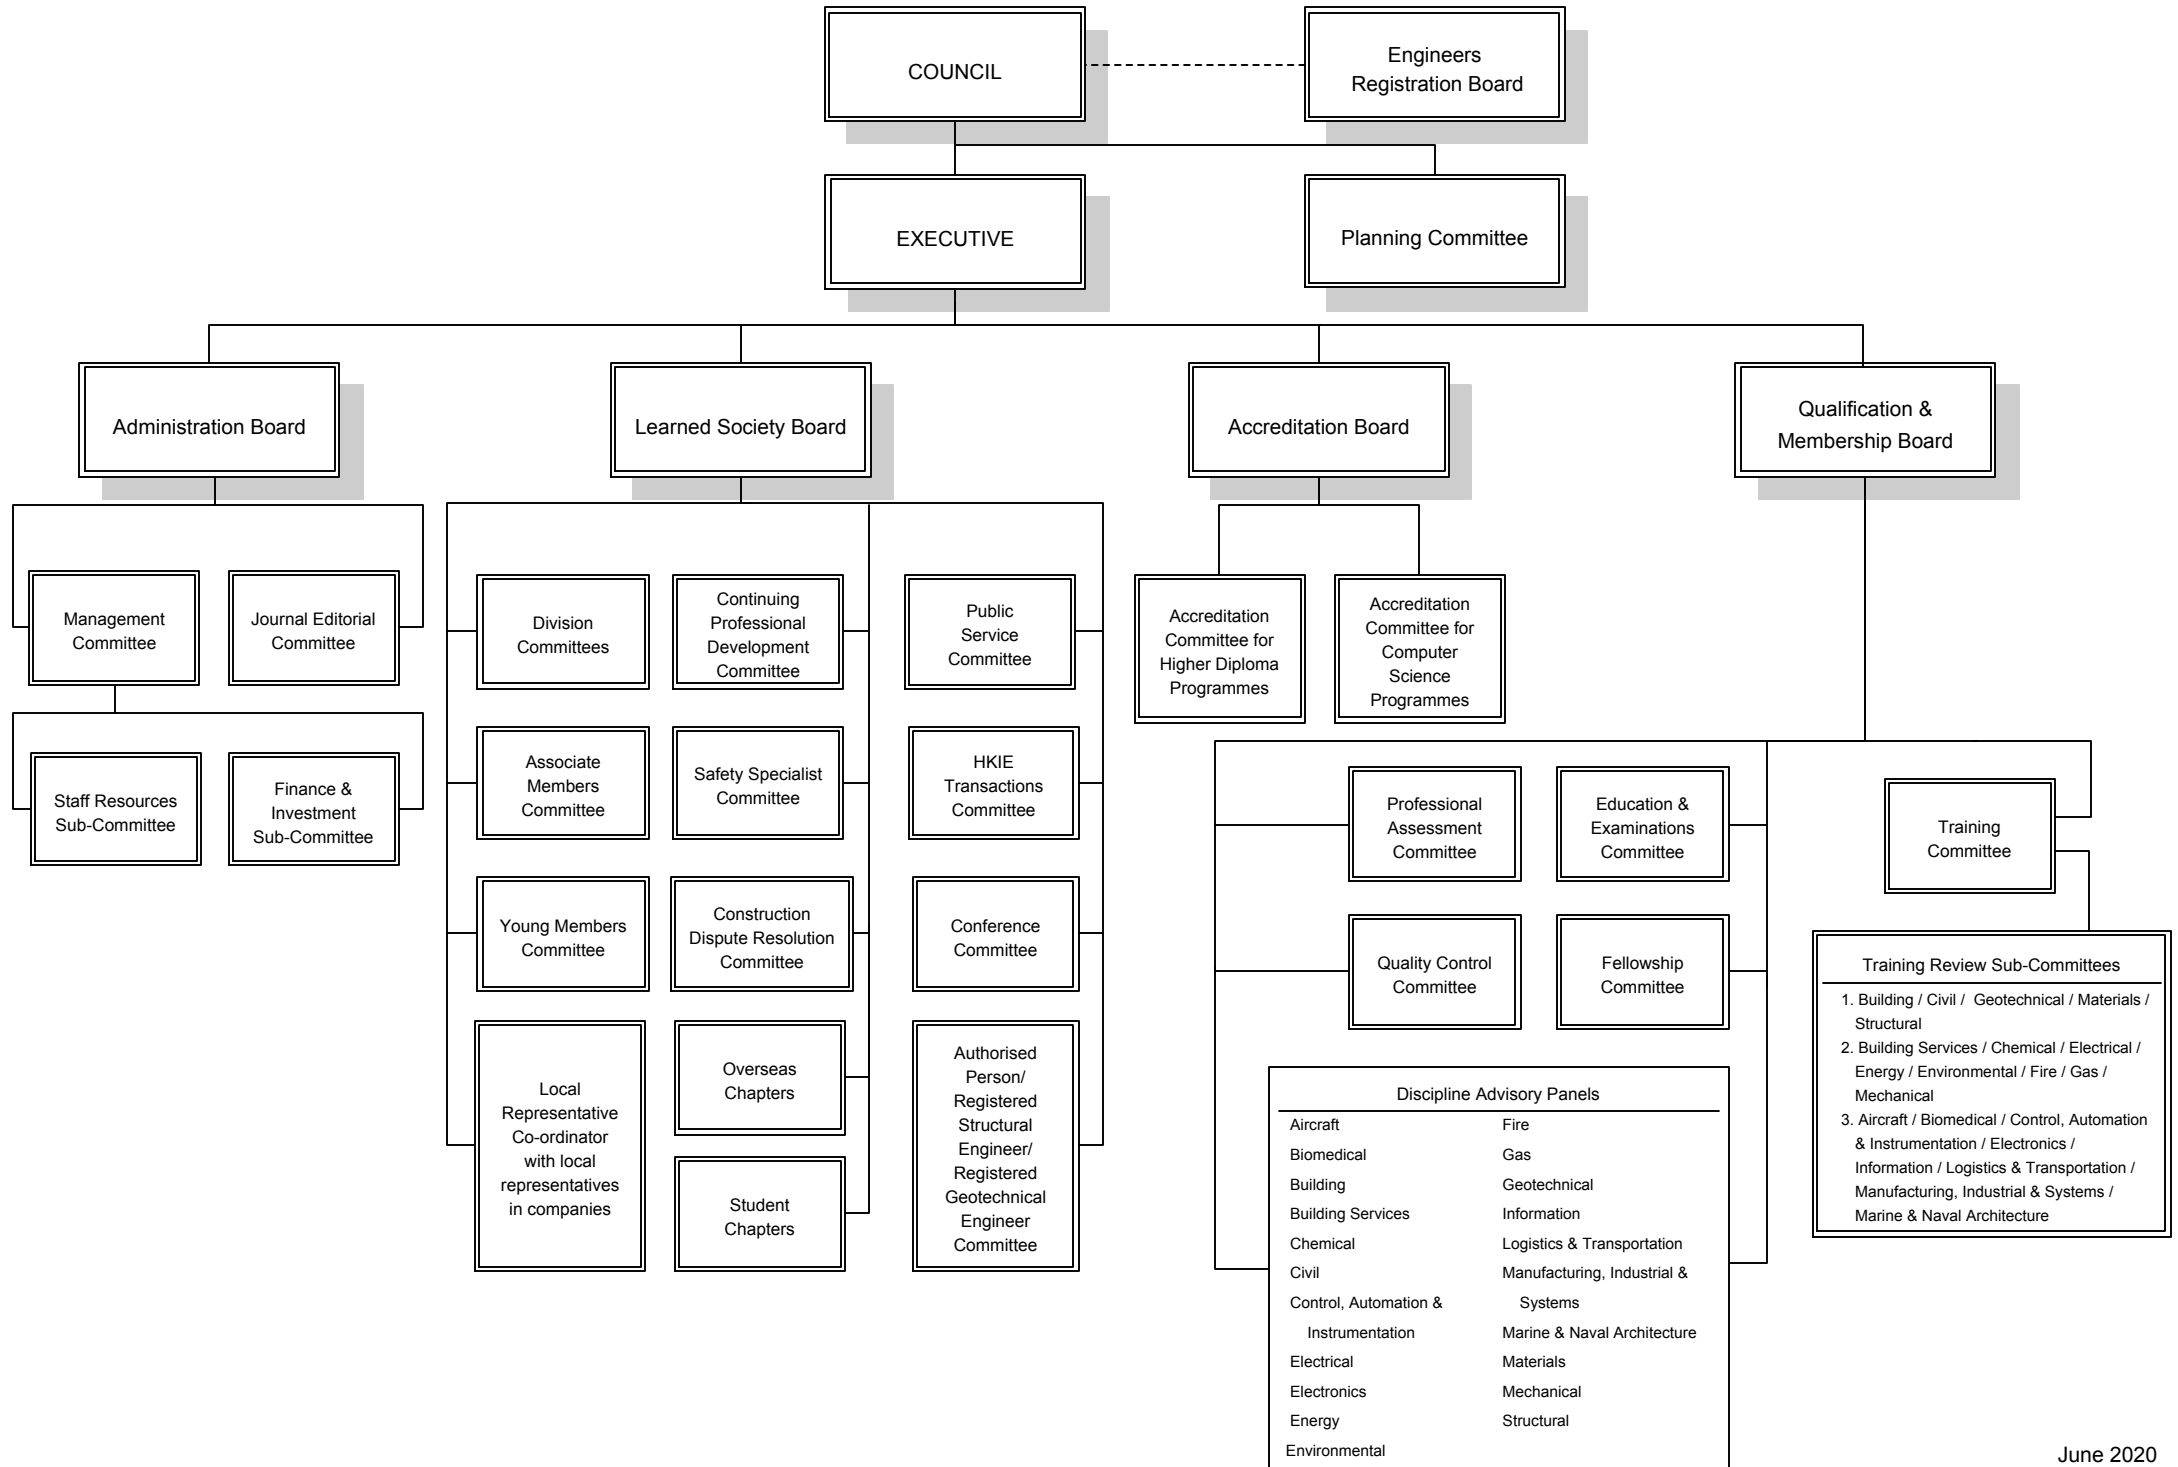 COUNCIL
Engineers
Registration Board
EXECUTIVE
Planning Committee
Administration Board
Learned Society Board
Accreditation Board
Qualification &
Membership Board
Management
Committee
Journal Editorial
Committee
Staff Resources
Sub-Committee
Finance &
Investment
Sub-Committee
Division
Committees
Continuing
Professional
Development
Committee
Public
Service
Committee
Associate
Members
Committee
Safety Specialist
Committee
HKIE
Transactions
Committee
Young Members
Committee
Construction
Dispute Resolution
Committee
Conference
Committee
Local
Representative
Co-ordinator
with local
representatives
in companies
Overseas
Chapters
Student
Chapters
Authorised
Person/
Registered
Structural
Engineer/
Registered
Geotechnical
Engineer
Committee
Accreditation
Committee for
Higher Diploma
Programmes
Accreditation
Committee for
Computer
Science
Programmes
Professional
Assessment
Committee
Education &
Examinations
Committee
Training
Committee
Quality Control
Committee
Fellowship
Committee
Training Review Sub-Committees
1. Building / Civil / Geotechnical / Materials /
Structural
2. Building Services / Chemical / Electrical /
Energy / Environmental / Fire / Gas /
Mechanical
3. Aircraft / Biomedical / Control, Automation
& Instrumentation / Electronics /
Information / Logistics & Transportation /
Manufacturing, Industrial & Systems /
Marine & Naval Architecture
Discipline Advisory Panels
Aircraft
Biomedical
Building
Building Services
Chemical
Civil
Control, Automation &
Instrumentation
Electrical
Electronics
Energy
Environmental
Fire
Gas
Geotechnical
Information
Logistics & Transportation
Manufacturing, Industrial &
Systems
Marine & Naval Architecture
Materials
Mechanical
Structural
June 2020